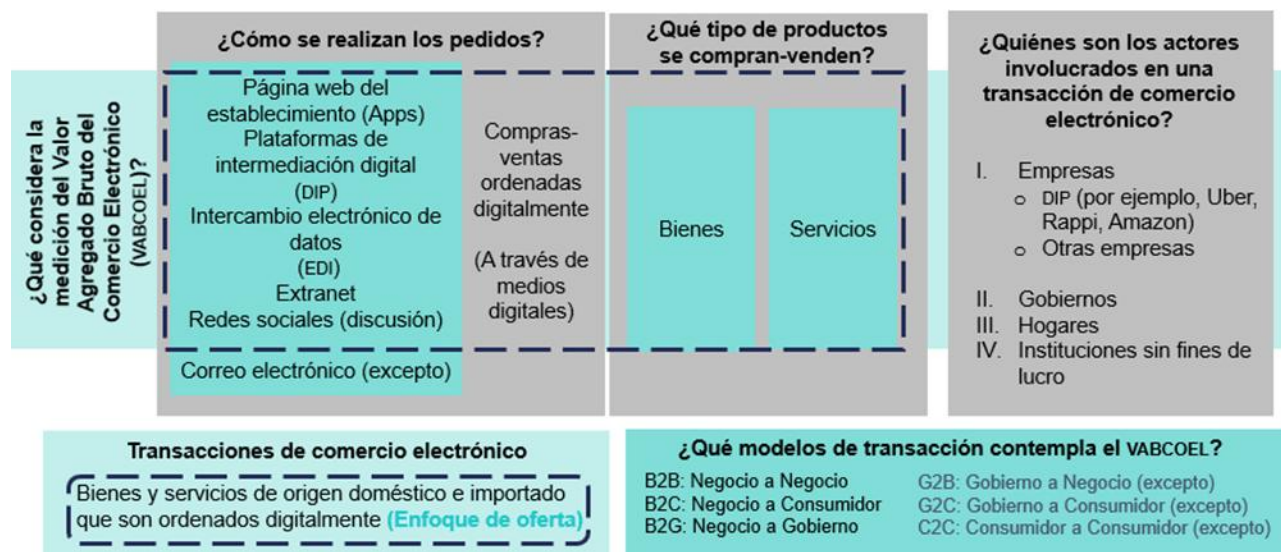 ¿Qué considera la
medición del Valor
Agregado Bruto del
Comercio Electrónico
(VABCOEL)?
¿Cómo se realizan los pedidos?
Página web del
establecimiento (Apps)
Plataformas de
intermediación digital
(DIP)
Intercambio electrónico de
datos
(EDI)
Extranet
Redes sociales (discusión)
Correo electrónico (excepto)
Compras-
ventas
ordenadas
digitalmente
(A través de
medios
digitales)
¿Qué tipo de productos
se compran-venden?
Bienes
Servicios
¿Quiénes son los actores
involucrados en una
transacción de comercio
electrónico?
I. Empresas
o DIP (por ejemplo, Uber,
Rappi, Amazon)
o Otras empresas
II. Gobiernos
III. Hogares
IV. Instituciones sin fines de
lucro
Transacciones de comercio electrónico
Bienes y servicios de origen doméstico e importado
que son ordenados digitalmente (Enfoque de oferta)
¿Qué modelos de transacción contempla el VABCOEL?
B2B: Negocio a Negocio
B2C: Negocio a Consumidor
B2G: Negocio a Gobierno
G2B: Gobierno a Negocio (excepto)
G2C: Gobierno a Consumidor (excepto)
C2C: Consumidor a Consumidor (excepto)